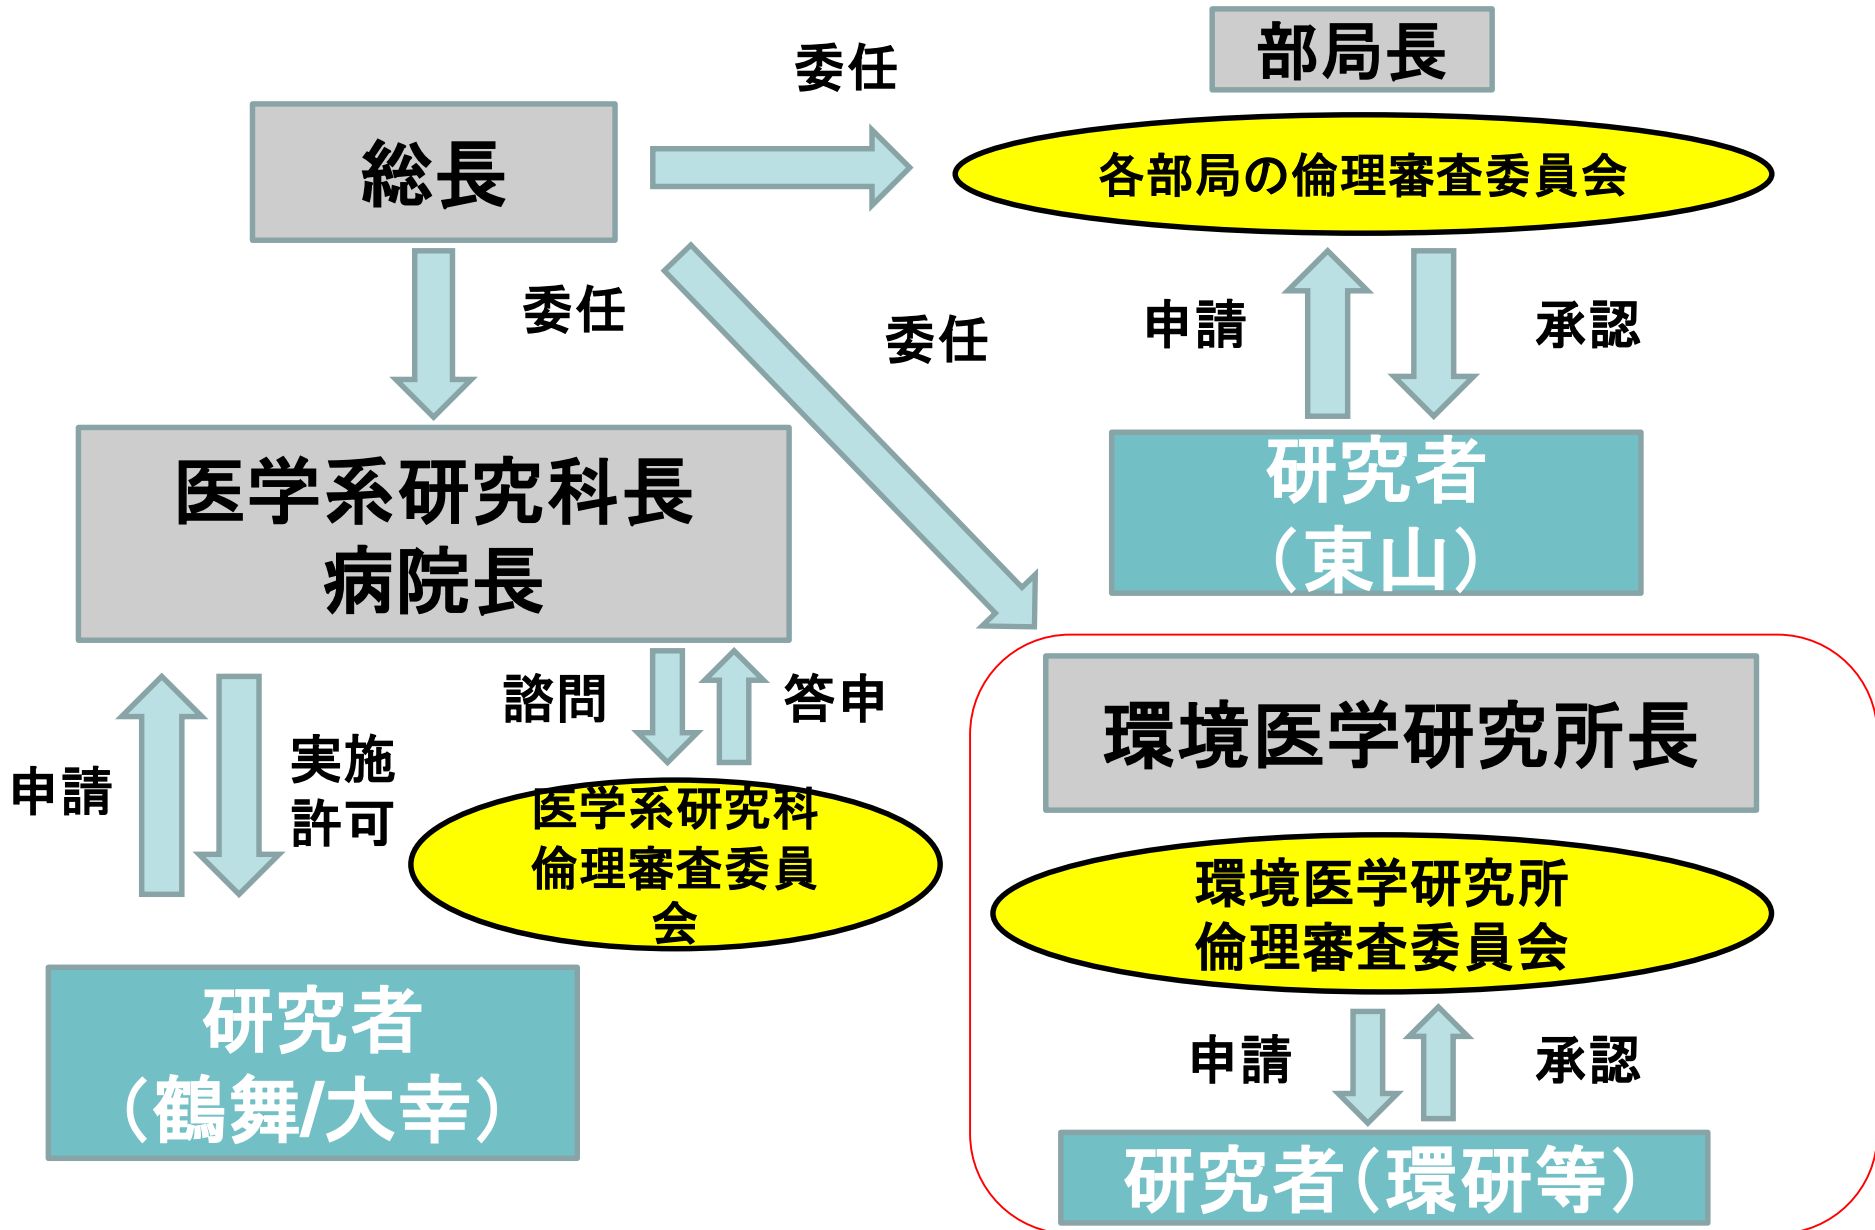 委任
部局長
総長
各部局の倫理審査委員会
委任
委任
申請
承認
医学系研究科長
病院長
研究者
（東山）
諮問
答申
申請
実施
許可
医学系研究科
倫理審査委員
会
環境医学研究所長
環境医学研究所
倫理審査委員会
研究者
（鶴舞/大幸）
申請
承認
研究者（環研等）